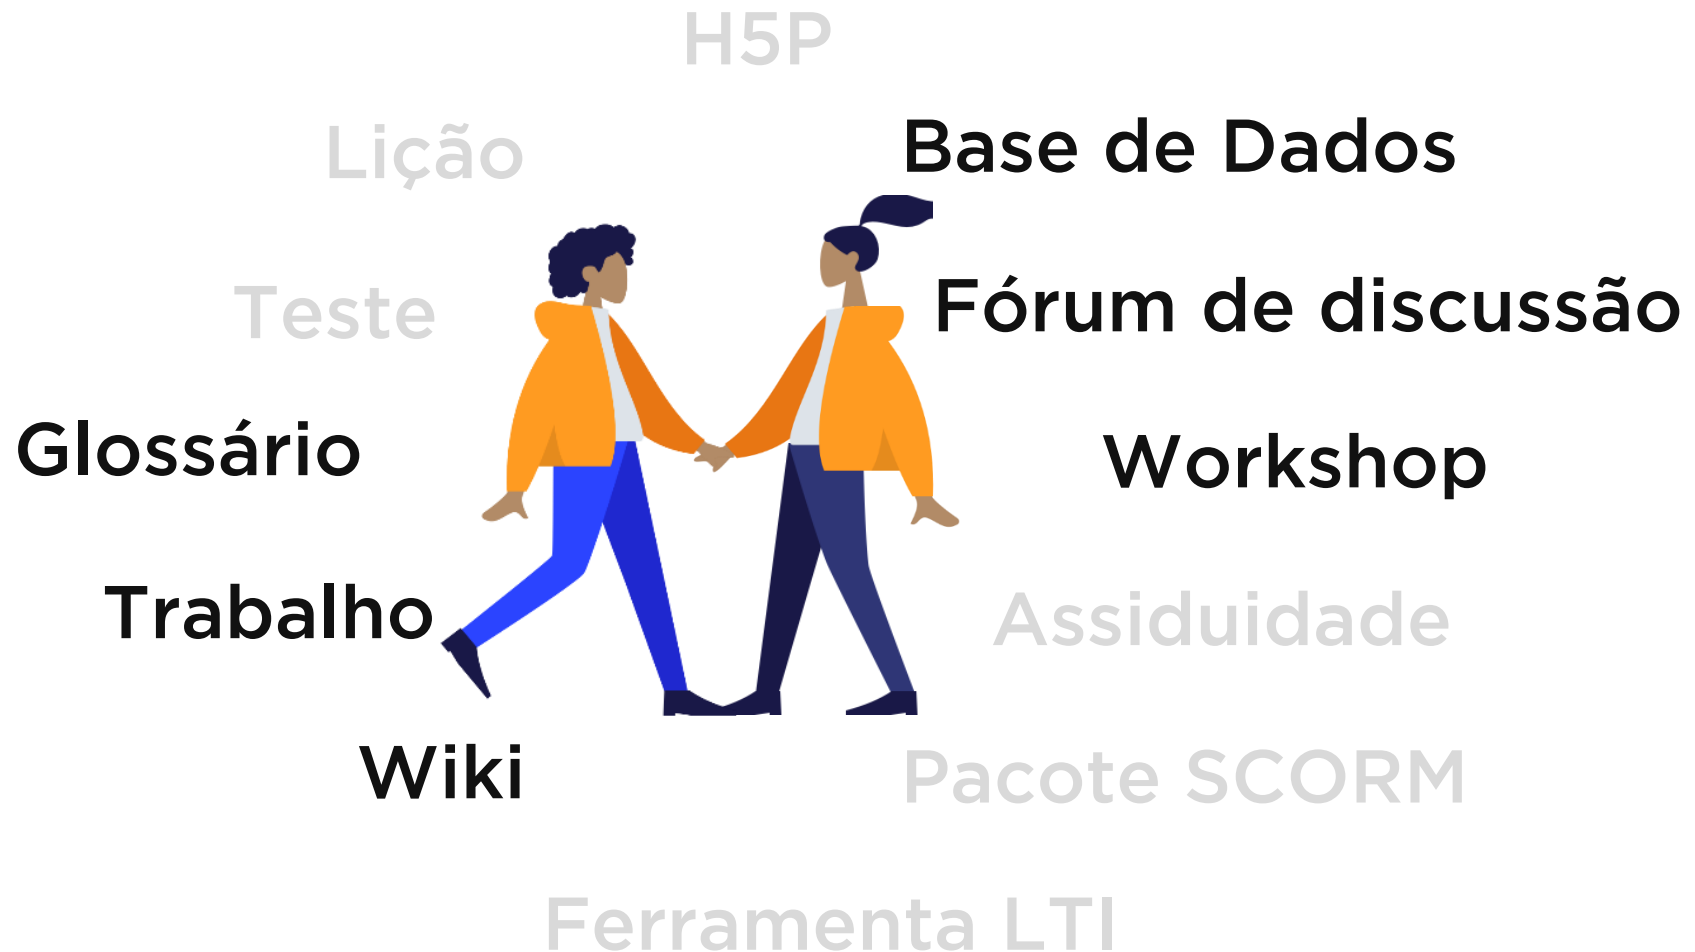 H5P
Base de Dados
Lição
Fórum de discussão
Teste
Glossário
Workshop
Trabalho
Assiduidade
Wiki
Pacote SCORM
Ferramenta LTI